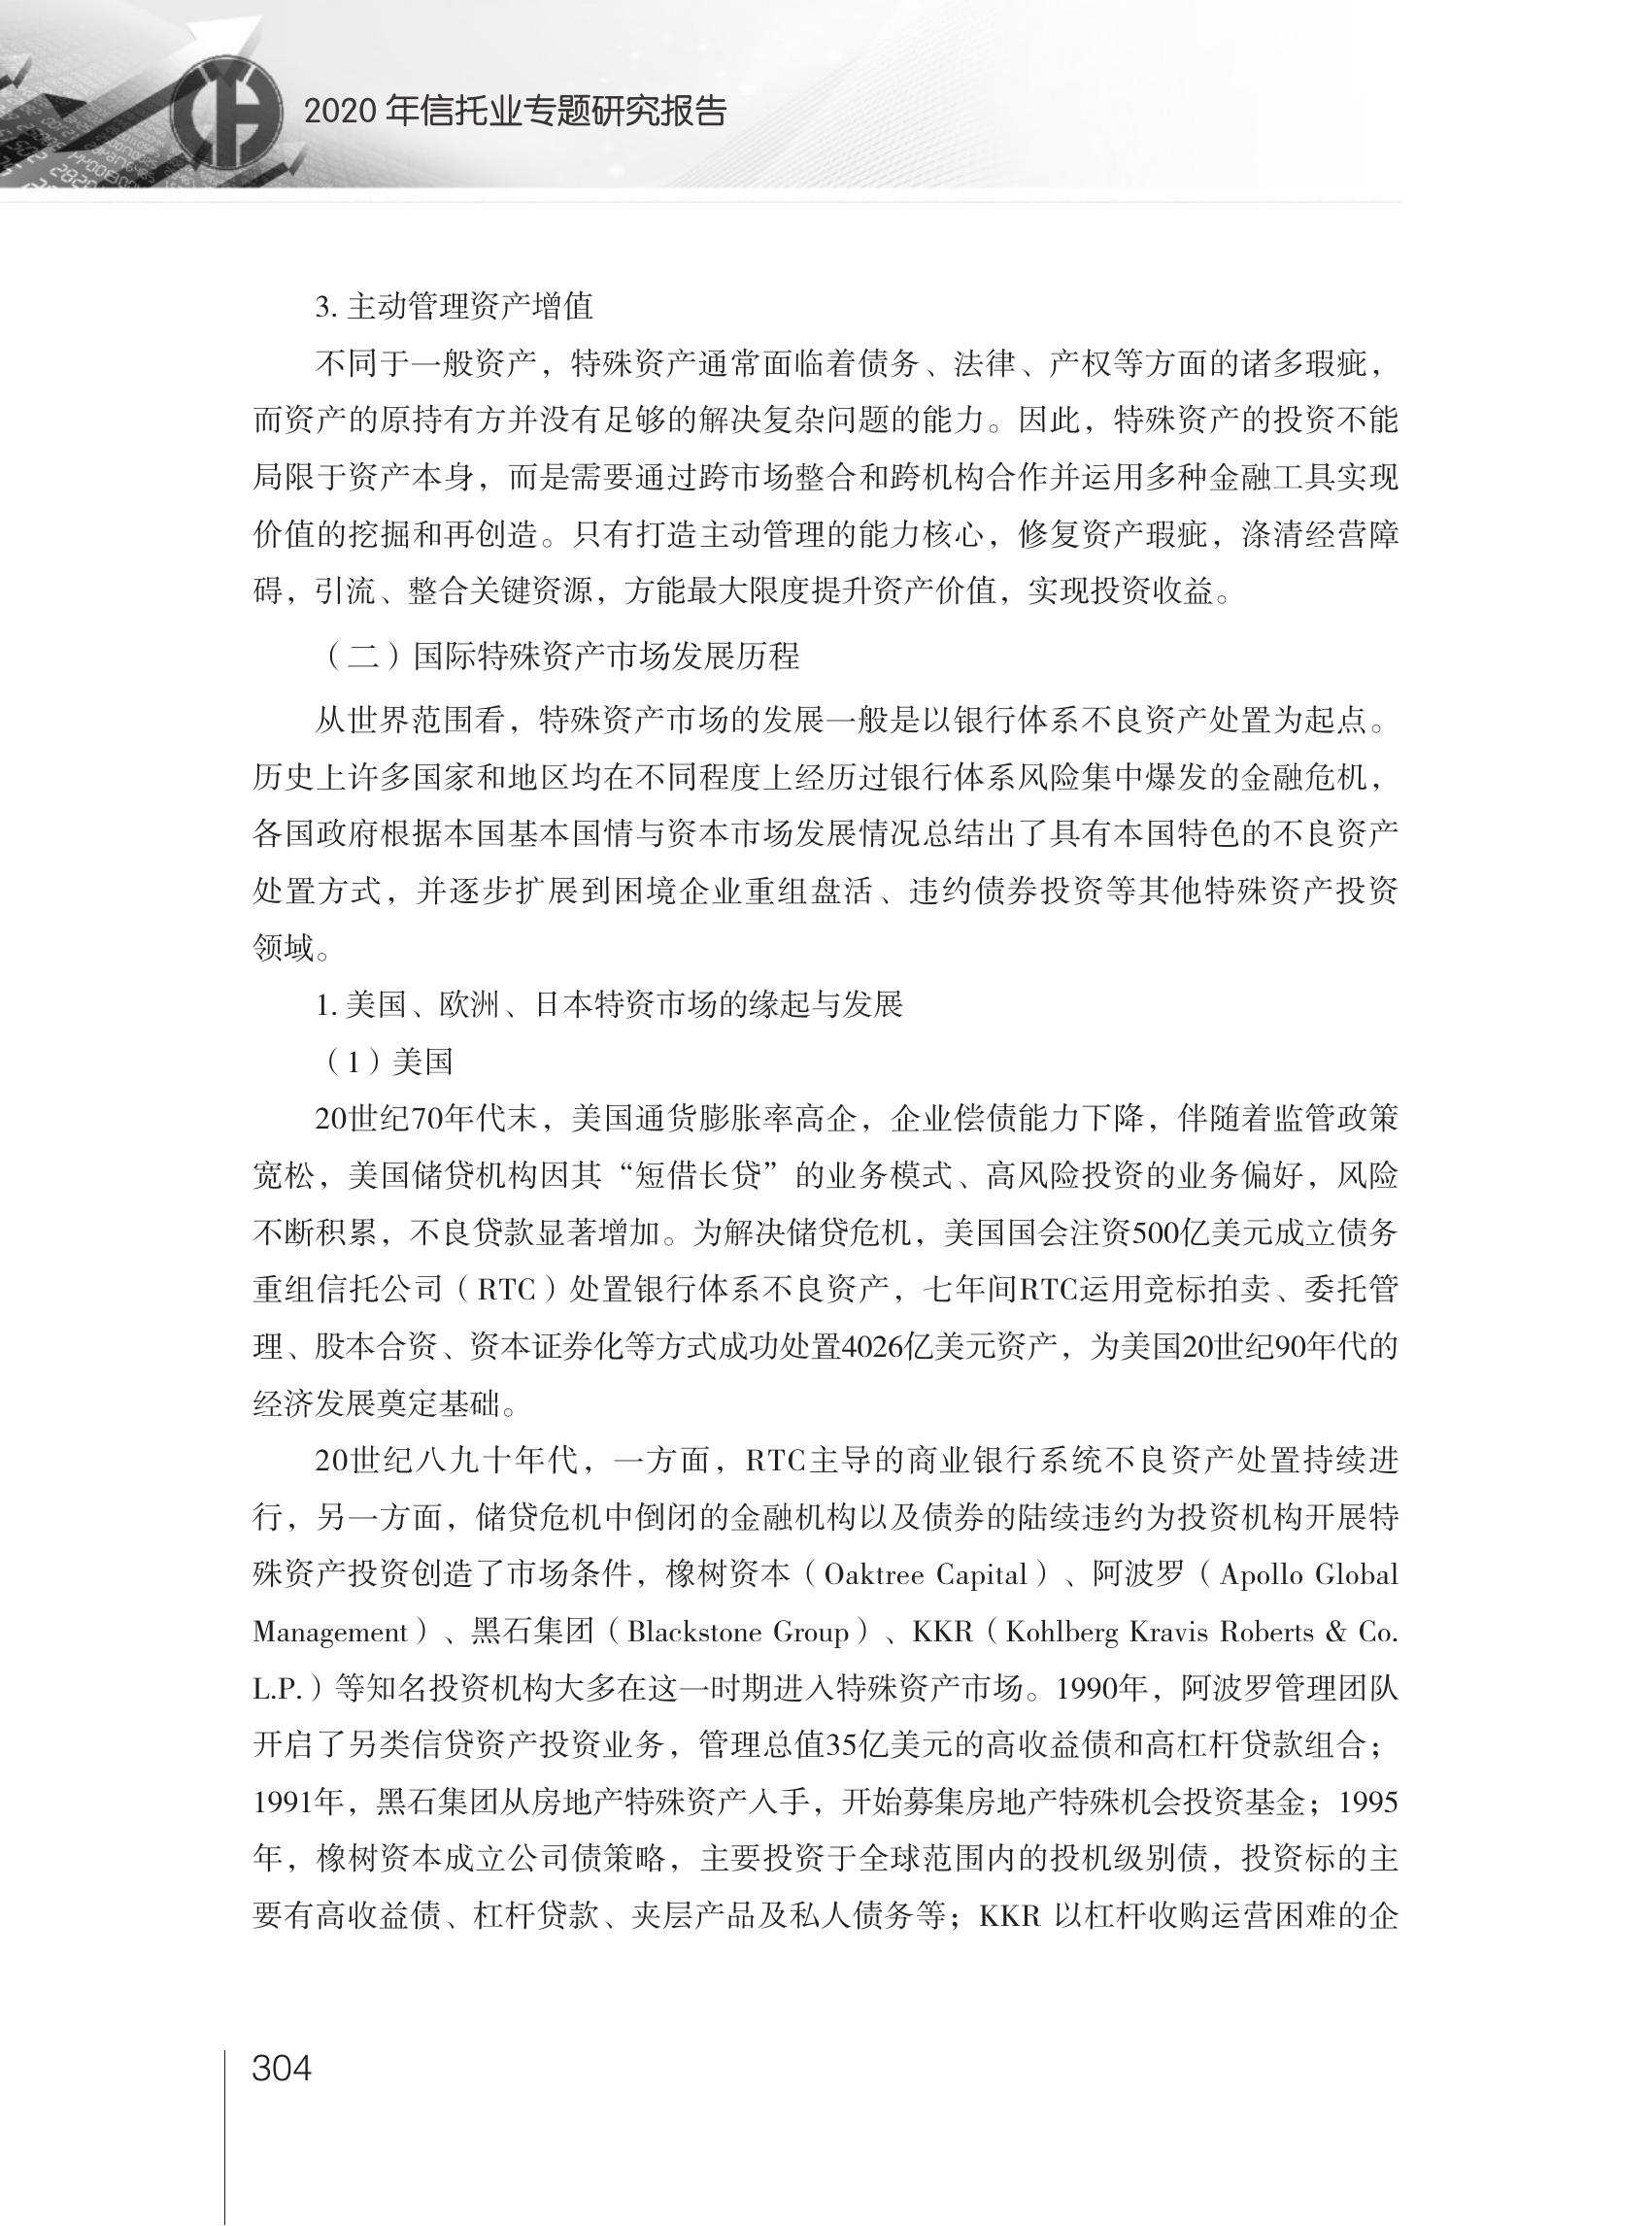 2020 年信托业专题研究报告
3. 主动管理资产增值
不同于一般资产，特殊资产通常面临着债务、法律、产权等方面的诸多瑕疵，
而资产的原持有方并没有足够的解决复杂问题的能力。因此，特殊资产的投资不能
局限于资产本身，而是需要通过跨市场整合和跨机构合作并运用多种金融工具实现
价值的挖掘和再创造。只有打造主动管理的能力核心，修复资产瑕疵，涤清经营障
碍，引流、整合关键资源，方能最大限度提升资产价值，实现投资收益。
（二）国际特殊资产市场发展历程
从世界范围看，特殊资产市场的发展一般是以银行体系不良资产处置为起点。
历史上许多国家和地区均在不同程度上经历过银行体系风险集中爆发的金融危机，
各国政府根据本国基本国情与资本市场发展情况总结出了具有本国特色的不良资产
处置方式，并逐步扩展到困境企业重组盘活、违约债券投资等其他特殊资产投资
领域。
1. 美国、欧洲、日本特资市场的缘起与发展
（1）美国
20世纪70年代末，美国通货膨胀率高企，企业偿债能力下降，伴随着监管政策
宽松，美国储贷机构因其“短借长贷”的业务模式、高风险投资的业务偏好，风险
不断积累，不良贷款显著增加。为解决储贷危机，美国国会注资500亿美元成立债务
重组信托公司（RTC）处置银行体系不良资产，七年间RTC运用竞标拍卖、委托管
理、股本合资、资本证券化等方式成功处置4026亿美元资产，为美国20世纪90年代的
经济发展奠定基础。
20世纪八九十年代，一方面，RTC主导的商业银行系统不良资产处置持续进
行，另一方面，储贷危机中倒闭的金融机构以及债券的陆续违约为投资机构开展特
殊资产投资创造了市场条件，橡树资本（Oaktree Capital）、阿波罗（Apollo Global
Management）、黑石集团（Blackstone Group）、KKR（Kohlberg Kravis Roberts & Co.
L.P.）等知名投资机构大多在这一时期进入特殊资产市场。1990年，阿波罗管理团队
开启了另类信贷资产投资业务，管理总值35亿美元的高收益债和高杠杆贷款组合；
1991年，黑石集团从房地产特殊资产入手，开始募集房地产特殊机会投资基金；1995
年，橡树资本成立公司债策略，主要投资于全球范围内的投机级别债，投资标的主
要有高收益债、杠杆贷款、夹层产品及私人债务等；KKR 以杠杆收购运营困难的企
304